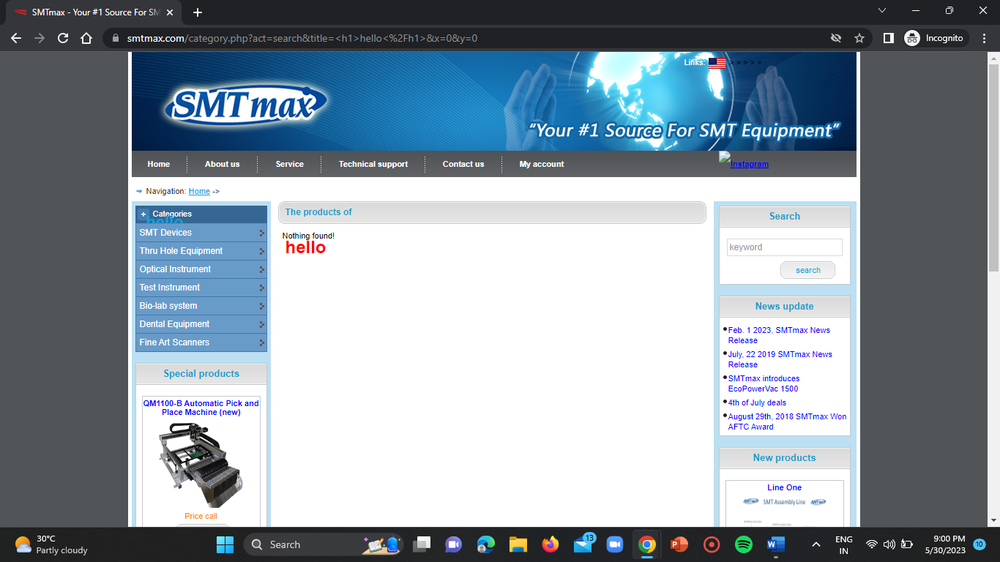 SMTmax - Your #1 Source For SM
smtmax.com/category.php?act=search&title=<h1>hello<%2Fh1>&x=0&y=0
Incognito
Links: > > > > >
SMTmax
“Your #1 Source For SMT Equipment”
Home
About us
Service
Technical support
Contact us
My account
Instagram
Navigation: Home ->
hello
Categories
SMT Devices
Thru Hole Equipment
Optical Instrument
Test Instrument
Bio-lab system
Dental Equipment
Fine Art Scanners
Special products
QM1100-B Automatic Pick and
Place Machine (new)
Price call
The products of
Nothing found!
hello
Search
keyword
search
News update
Feb. 1 2023, SMTmax News
Release
July, 22 2019 SMTmax News
Release
SMTmax introduces
EcoPowerVac 1500
4th of July deals
August 29th, 2018 SMTmax Won
AFTC Award
New products
Line One
SMT Assembly Line
30°C
Partly cloudy
Search
13
ENG
IN
9:00 PM
5/30/2023
10